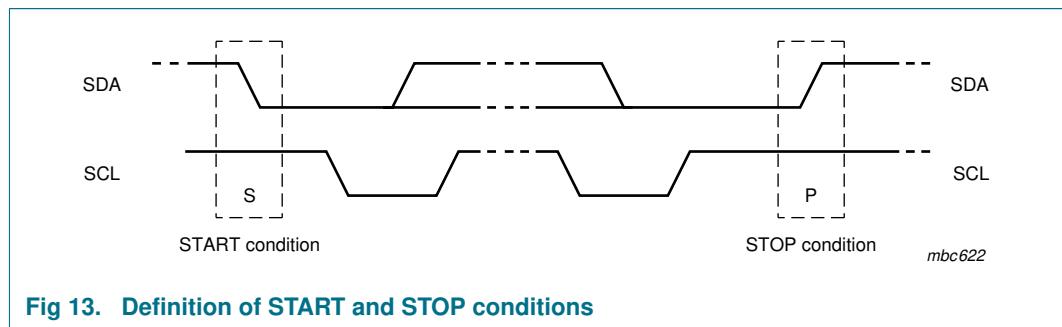 SDA
SDA
SCL
SCL
S
P
START condition
STOP condition
mbc622
Fig 13. Definition of START and STOP conditions